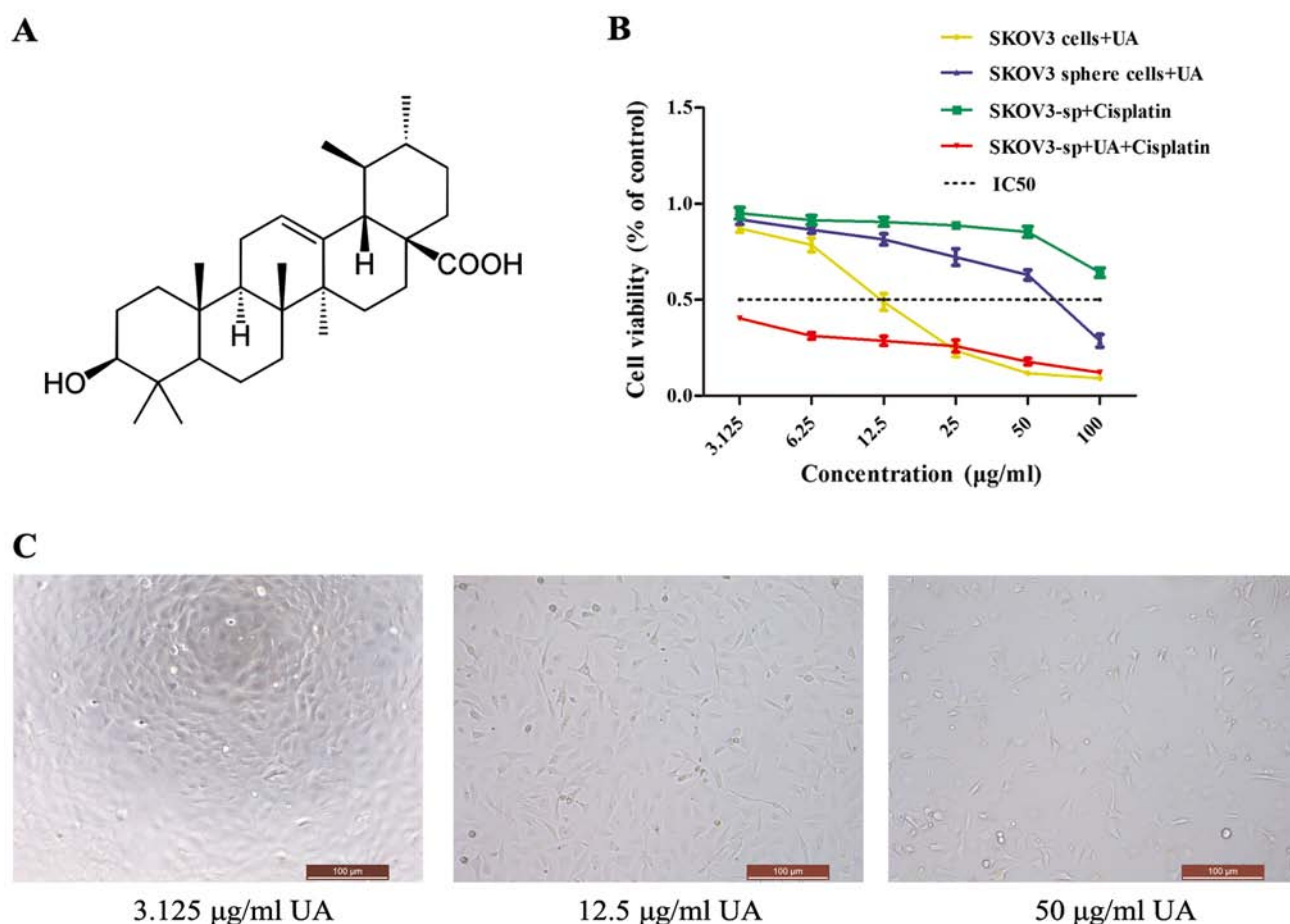 A
HO
H
H
COOH
B
SKOV3 cells+UA
SKOV3 sphere cells+UA
SKOV3-sp+Cisplatin
SKOV3-sp+UA+Cisplatin
IC50
Cell viability (% of control)
1.5
1.0
0.5
0.0
3.125
6.25
12.5
25
50
100
Concentration (μg/ml)
C
100 μm
100 μm
100 μm
3.125 μg/ml UA
12.5 μg/ml UA
50 μg/ml UA